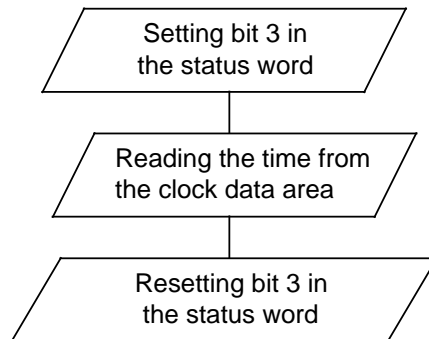 Setting bit 3 in
the status word
Reading the time from
the clock data area
Resetting bit 3 in
the status word